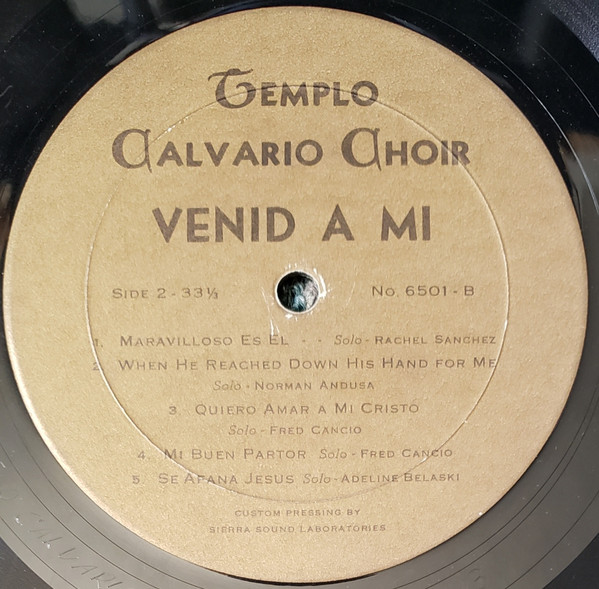 TEMPLO
CALVARIO CHOIR
VENID A MI
SIDE 2 - 33⅓
No. 6501 - B
1. MARAVILLOSO ES EL - - Solo - RACHEL SANCHEZ
2. WHEN HE REACHED DOWN HIS HAND FOR ME
Solo - NORMAN ANDUSA
3. QUIERO AMAR A MI CRISTO
Solo - FRED CANCIO
4. MI BUEN PARTOR Solo - FRED CANCIO
5. SE AFANA JESUS Solo - ADELINE BELASKI
CUSTOM PRESSING BY
SIERRA SOUND LABORATORIES